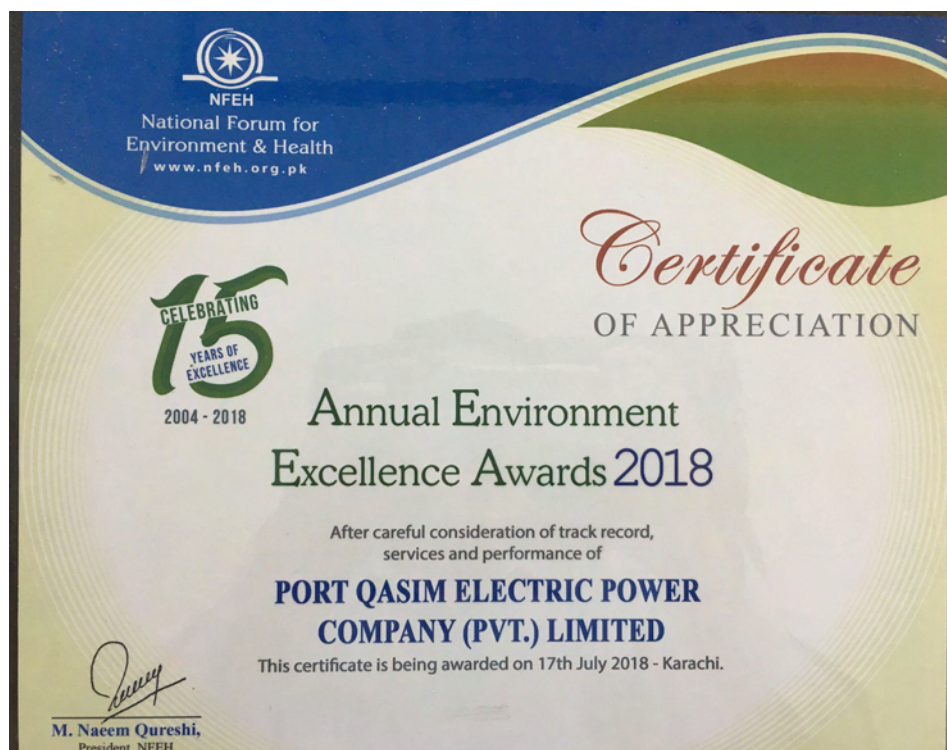 NFEH
National Forum for
Environment & Health
www.nfeh.org.pk
Certificate
OF APPRECIATION
CELEBRATING
15
YEARS OF
EXCELLENCE
2004 - 2018
Annual Environment
Excellence Awards 2018
After careful consideration of track record,
services and performance of
PORT QASIM ELECTRIC POWER
COMPANY (PVT.) LIMITED
This certificate is being awarded on 17th July 2018 - Karachi.
M. Naeem Qureshi,
President, NFEH